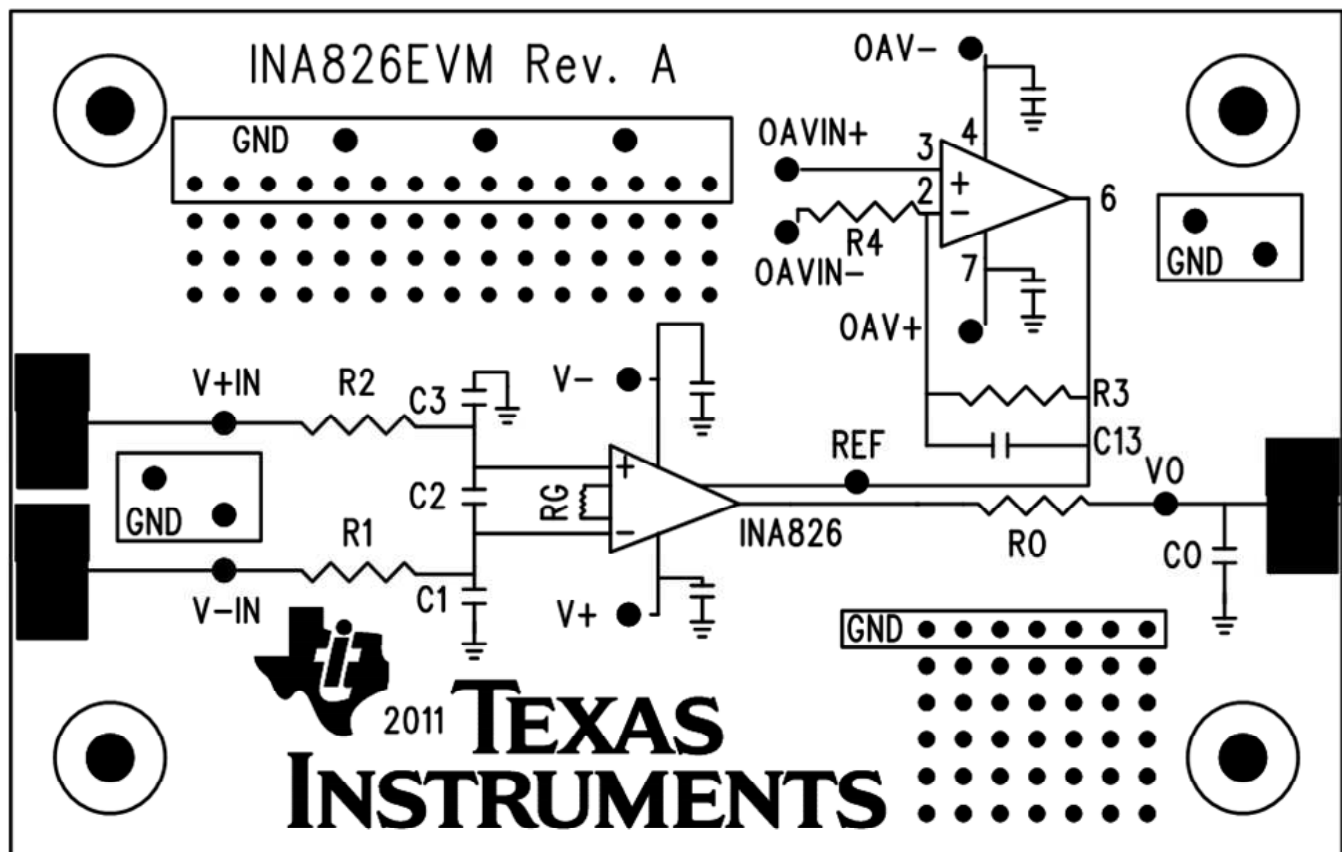 INA826EVM Rev. A
OAV-
GND
OAVIN+
3
4
2
6
R4
OAVIN-
7
GND
OAV+
V+IN
R2
C3
V-
R3
REF
C13
VO
GND
C2
RG
R1
INA826
RO
CO
V-IN
C1
V+
GND
2011
TEXAS
INSTRUMENTS